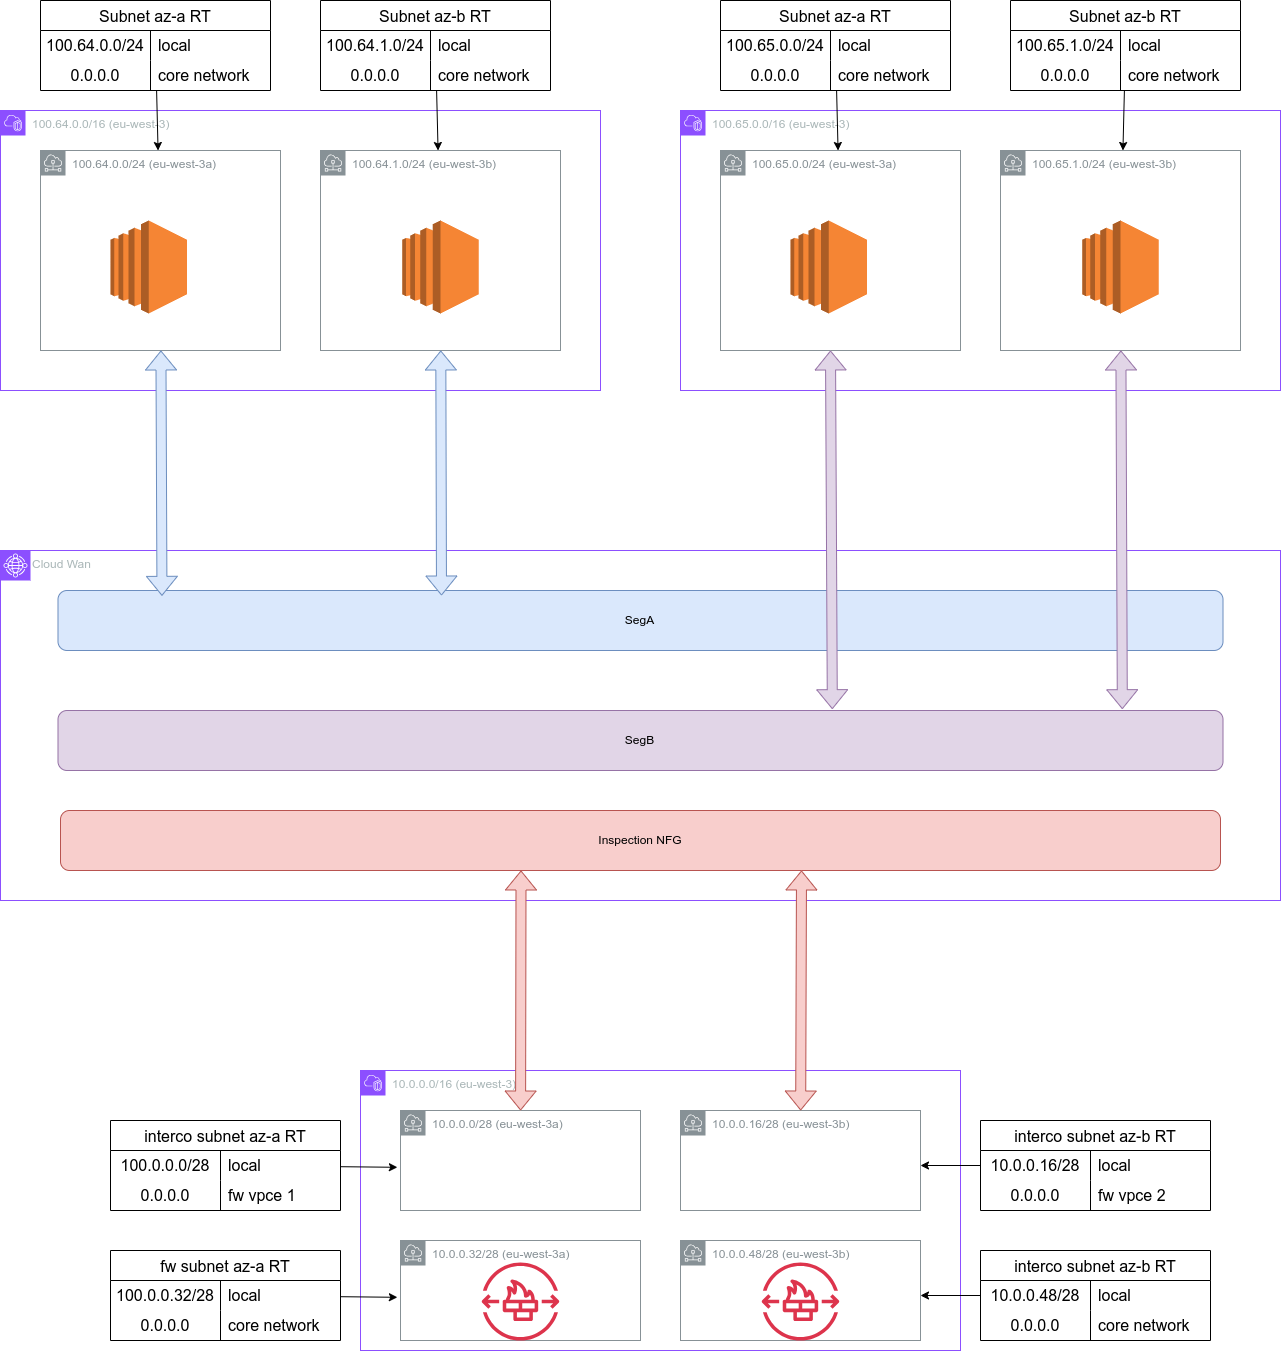 Subnet az-a RT
100.64.0.0/24 local
0.0.0.0 core network
Subnet az-b RT
100.64.1.0/24 local
0.0.0.0 core network
Subnet az-a RT
100.65.0.0/24 local
0.0.0.0 core network
Subnet az-b RT
100.65.1.0/24 local
0.0.0.0 core network
100.64.0.0/16 (eu-west-3)
100.64.0.0/24 (eu-west-3a)
100.64.1.0/24 (eu-west-3b)
100.65.0.0/16 (eu-west-3)
100.65.0.0/24 (eu-west-3a)
100.65.1.0/24 (eu-west-3b)
Cloud Wan
SegA
SegB
Inspection NFG
10.0.0.0/16 (eu-west-3)
10.0.0.0/28 (eu-west-3a)
10.0.0.16/28 (eu-west-3b)
interco subnet az-a RT
100.0.0.0/28 local
0.0.0.0 fw vpce 1
interco subnet az-b RT
10.0.0.16/28 local
0.0.0.0 fw vpce 2
10.0.0.32/28 (eu-west-3a)
10.0.0.48/28 (eu-west-3b)
fw subnet az-a RT
100.0.0.32/28 local
0.0.0.0 core network
interco subnet az-b RT
10.0.0.48/28 local
0.0.0.0 core network